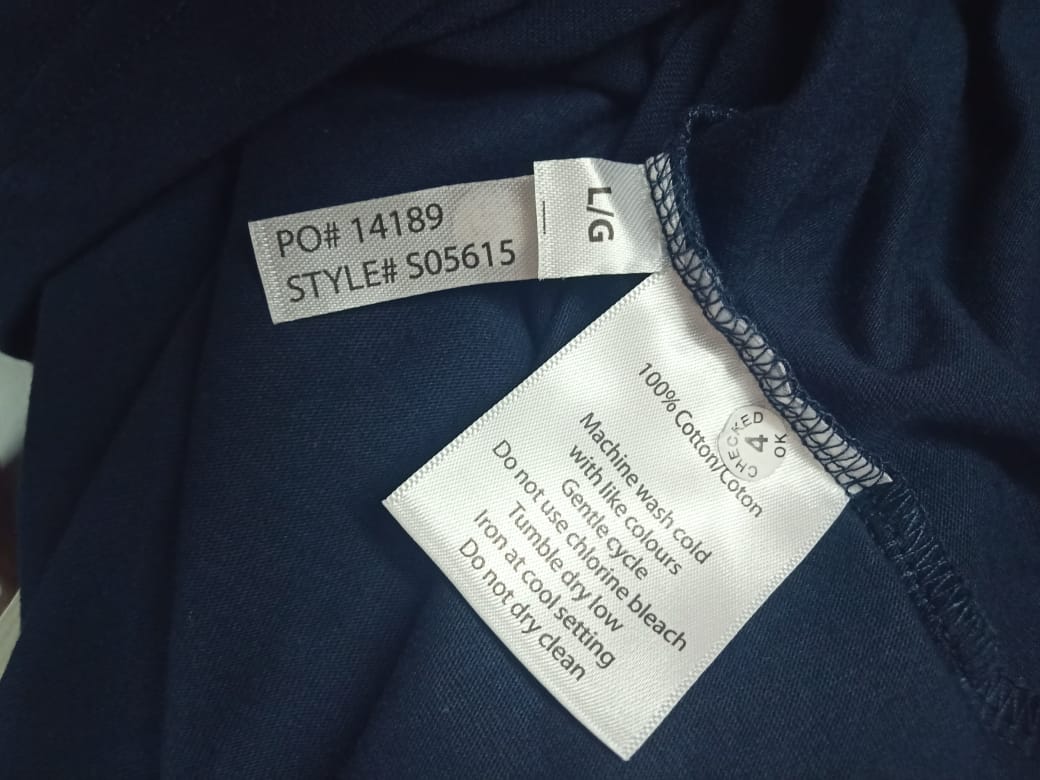 PO# 14189
STYLE# S05615
L/G
100% Cotton/Coton
CHECKED
4
OK
Machine wash cold
with like colours
Gentle cycle
Do not use chlorine bleach
Tumble dry low
Iron at cool setting
Do not dry clean